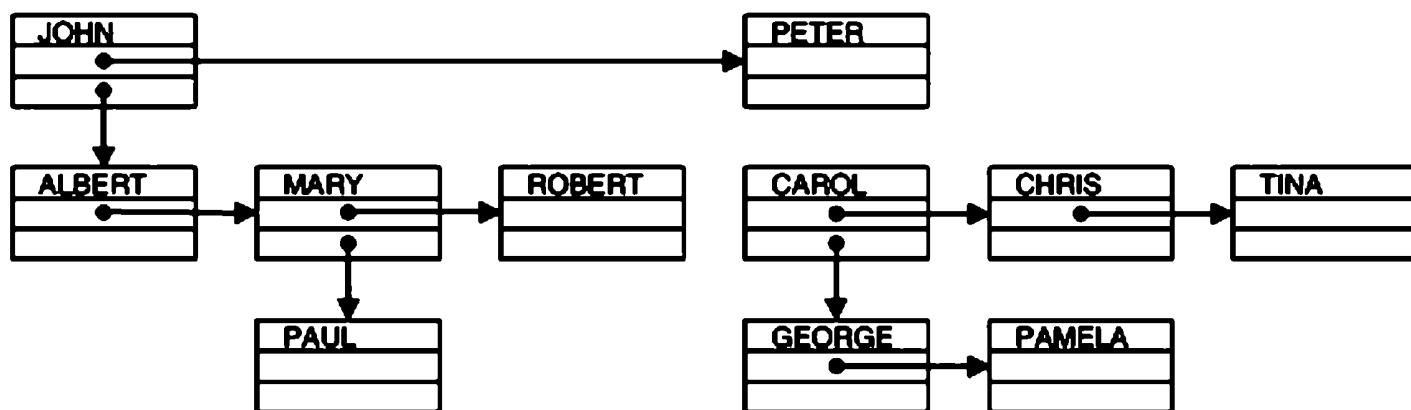 JOHN PETER
ALBERT MARY ROBERT CAROL CHRIS TINA
PAUL GEORGE PAMELA